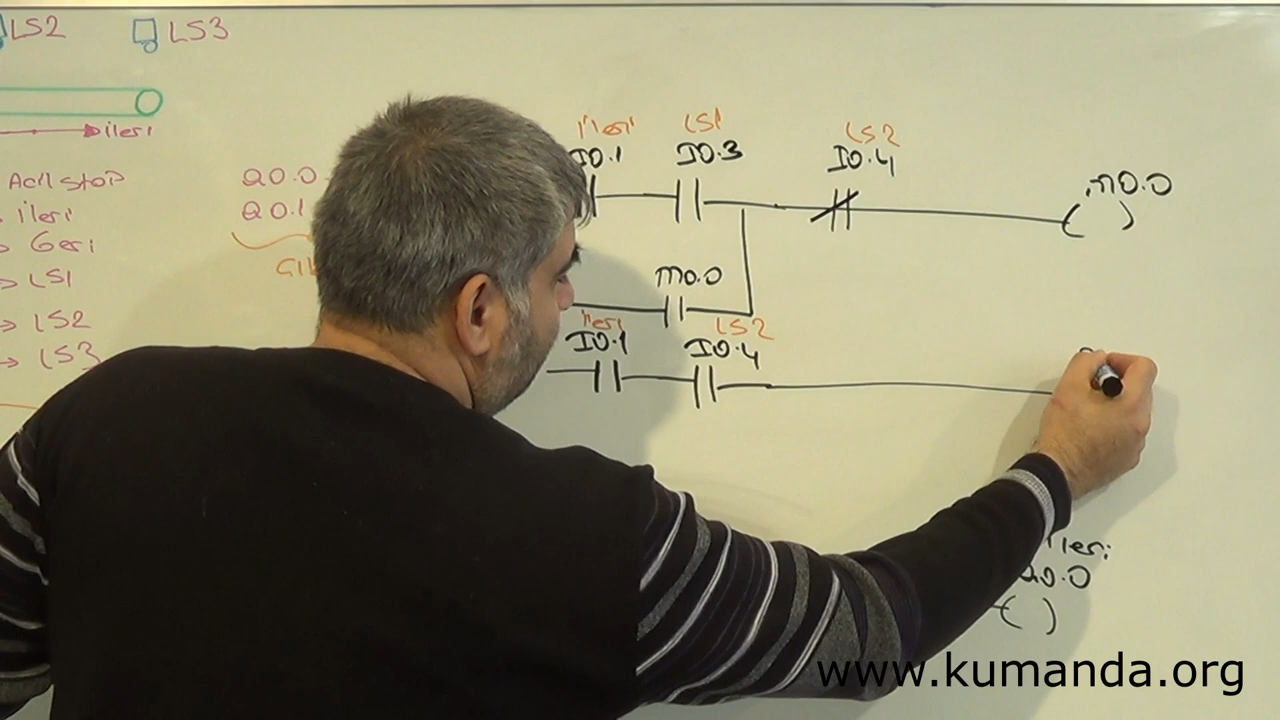 LS2
LS3
ileri
Acil stop
ileri
Geri
LS1
LS2
LS3
Q0.0
Q0.1
ileri
LS1
LS2
I0.1
I0.3
I0.4
M0.0
M0.0
ileri
LS2
I0.1
I0.4
ileri
Q0.0
www.kumanda.org